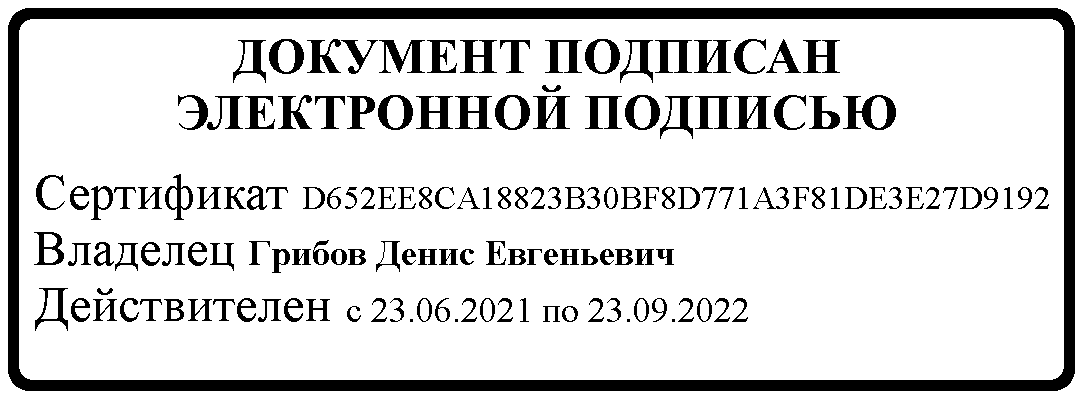 ДОКУМЕНТ ПОДПИСАН
ЭЛЕКТРОННОЙ ПОДПИСЬЮ
Сертификат D652EE8CA18823B30BF8D771A3F81DE3E27D9192
Владелец Грибов Денис Евгеньевич
Действителен с 23.06.2021 по 23.09.2022